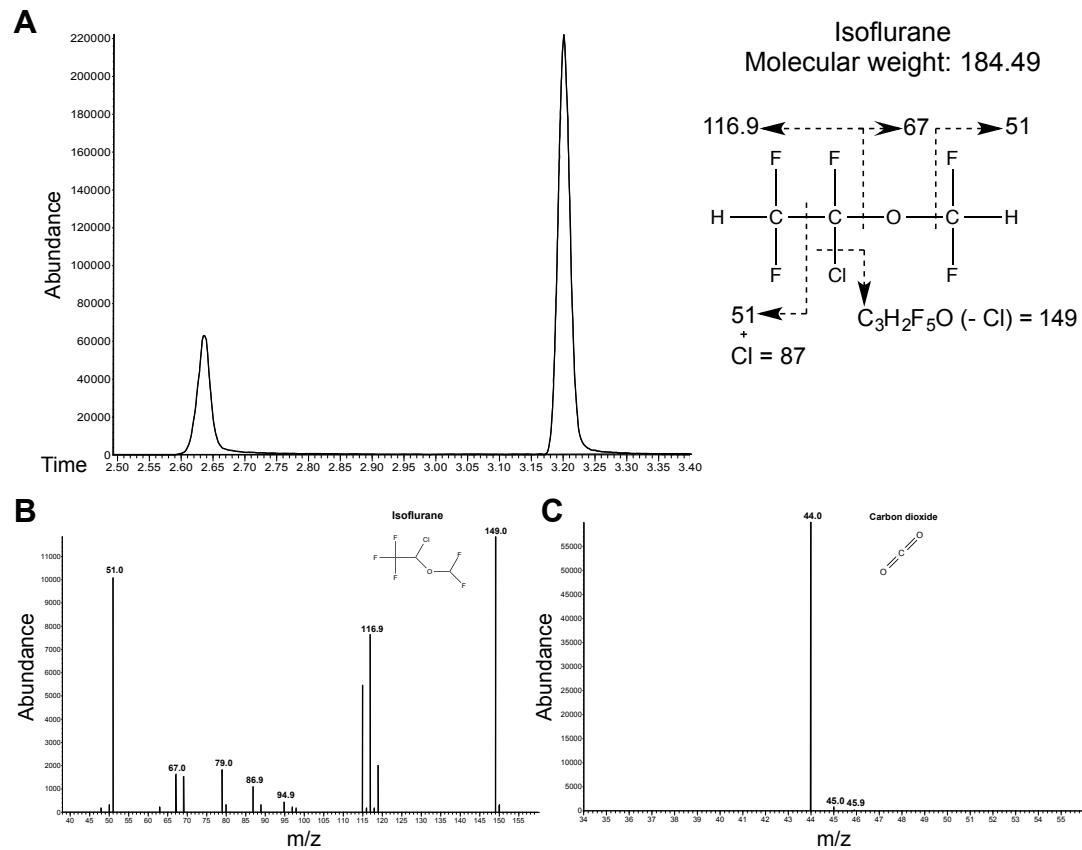 A
Isoflurane
Molecular weight: 184.49
220000
200000
180000
160000
140000
120000
100000
80000
60000
40000
20000
0
Abundance
Time
2.50 2.55 2.60 2.65 2.70 2.75 2.80 2.85 2.90 2.95 3.00 3.05 3.10 3.15 3.20 3.25 3.30 3.35 3.40
116.9 67 51
F F F
H C C O C H
F Cl F
51
+
Cl = 87
C3H2F5O (- Cl) = 149
B
Isoflurane
F Cl
F F
F O F
11000
10000
9000
8000
7000
6000
5000
4000
3000
2000
1000
0
Abundance
51.0
67.0
79.0
86.9
94.9
116.9
149.0
40 45 50 55 60 65 70 75 80 85 90 95 100 105 110 115 120 125 130 135 140 145 150 155
m/z
C
Carbon dioxide
O
C
O
55000
50000
45000
40000
35000
30000
25000
20000
15000
10000
5000
0
Abundance
44.0
45.0 45.9
34 35 36 37 38 39 40 41 42 43 44 45 46 47 48 49 50 51 52 53 54 55
m/z